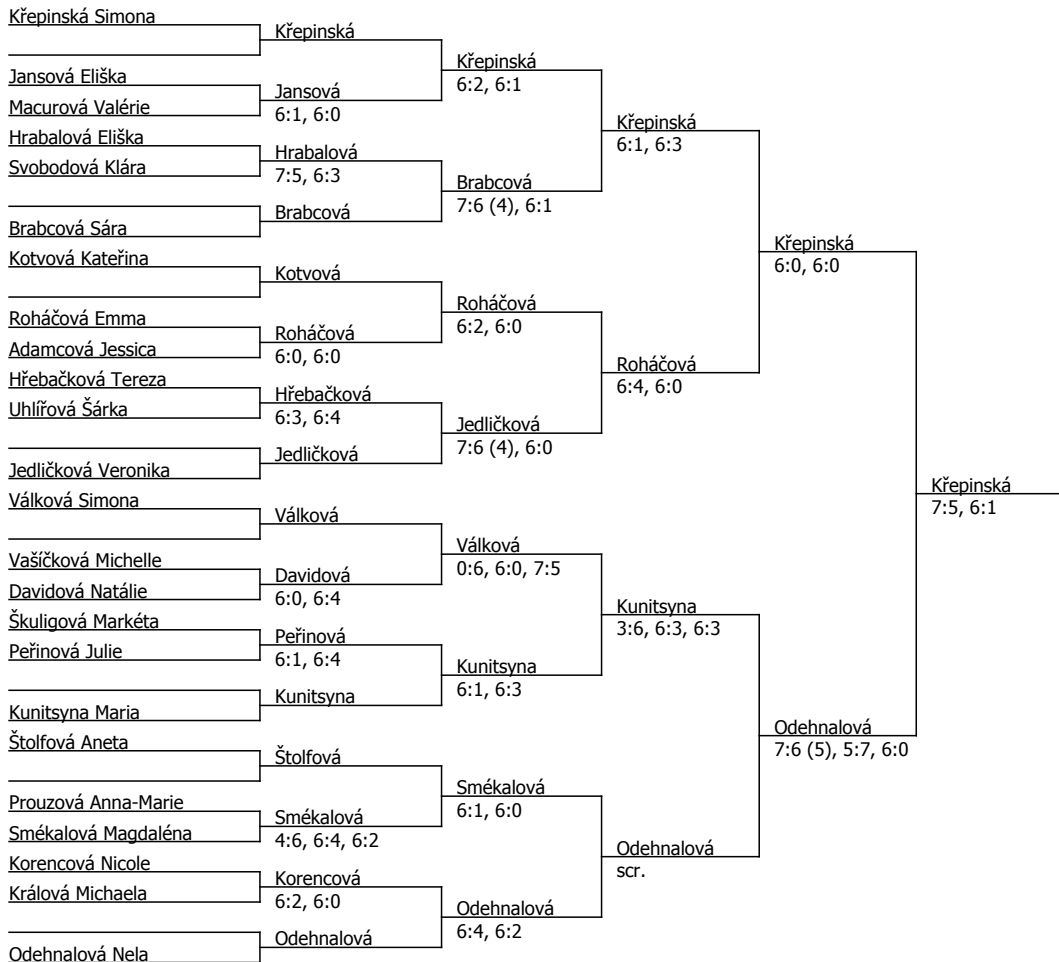 Křepinská Simona
Křepinská
Křepinská
6:2, 6:1
Jansová Eliška
Jansová
6:1, 6:0
Macurová Valérie
Křepinská
6:1, 6:3
Hrabalová Eliška
Hrabalová
7:5, 6:3
Svobodová Klára
Brabcová
7:6 (4), 6:1
Brabcová
Brabcová Sára
Křepinská
6:0, 6:0
Kotvová Kateřina
Kotvová
Roháčová
6:2, 6:0
Roháčová Emma
Roháčová
6:0, 6:0
Adamcová Jessica
Roháčová
6:4, 6:0
Hřebačková Tereza
Hřebačková
6:3, 6:4
Uhlířová Šárka
Jedličková
7:6 (4), 6:0
Jedličková
Jedličková Veronika
Křepinská
7:5, 6:1
Válková Simona
Válková
Válková
0:6, 6:0, 7:5
Vašíčková Michelle
Davidová
6:0, 6:4
Davidová Natálie
Kunitsyna
3:6, 6:3, 6:3
Škuligová Markéta
Peřinová
6:1, 6:4
Peřinová Julie
Kunitsyna
6:1, 6:3
Kunitsyna
Kunitsyna Maria
Odehnalová
7:6 (5), 5:7, 6:0
Štolfová Aneta
Štolfová
Smékalová
6:1, 6:0
Prouzová Anna-Marie
Smékalová
4:6, 6:4, 6:2
Smékalová Magdaléna
Odehnalová
scr.
Korencová Nicole
Korencová
6:2, 6:0
Králová Michaela
Odehnalová
6:4, 6:2
Odehnalová
Odehnalová Nela